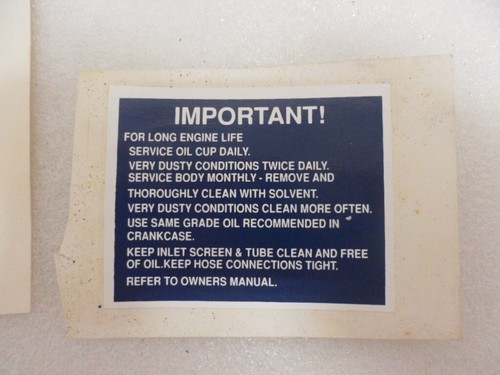 IMPORTANT!
FOR LONG ENGINE LIFE
SERVICE OIL CUP DAILY.
VERY DUSTY CONDITIONS TWICE DAILY.
SERVICE BODY MONTHLY - REMOVE AND
THOROUGHLY CLEAN WITH SOLVENT.
VERY DUSTY CONDITIONS CLEAN MORE OFTEN.
USE SAME GRADE OIL RECOMMENDED IN
CRANKCASE.
KEEP INLET SCREEN & TUBE CLEAN AND FREE
OF OIL.KEEP HOSE CONNECTIONS TIGHT.
REFER TO OWNERS MANUAL.